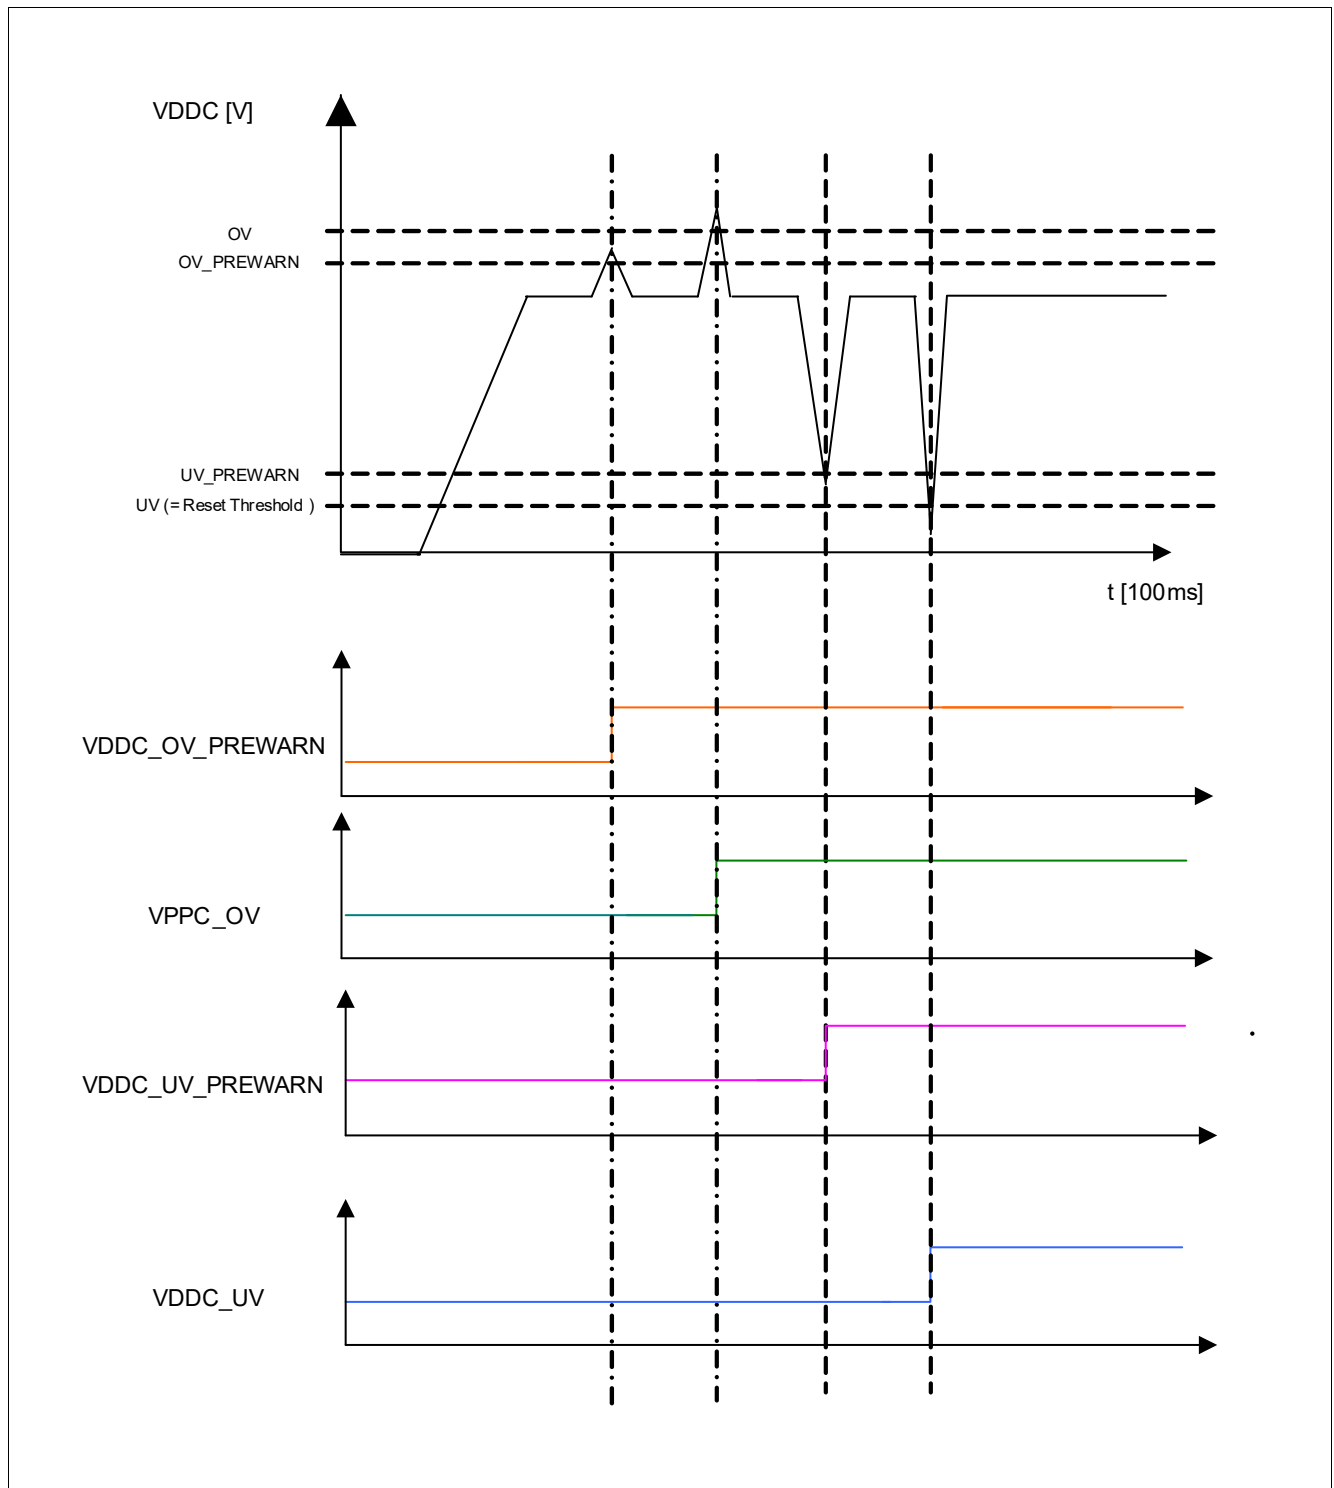 VDDC [V]
OV
OV_PREWARN
UV_PREWARN
UV (= Reset Threshold )
t [100ms]
VDDC_OV_PREWARN
VPPC_OV
VDDC_UV_PREWARN
VDDC_UV